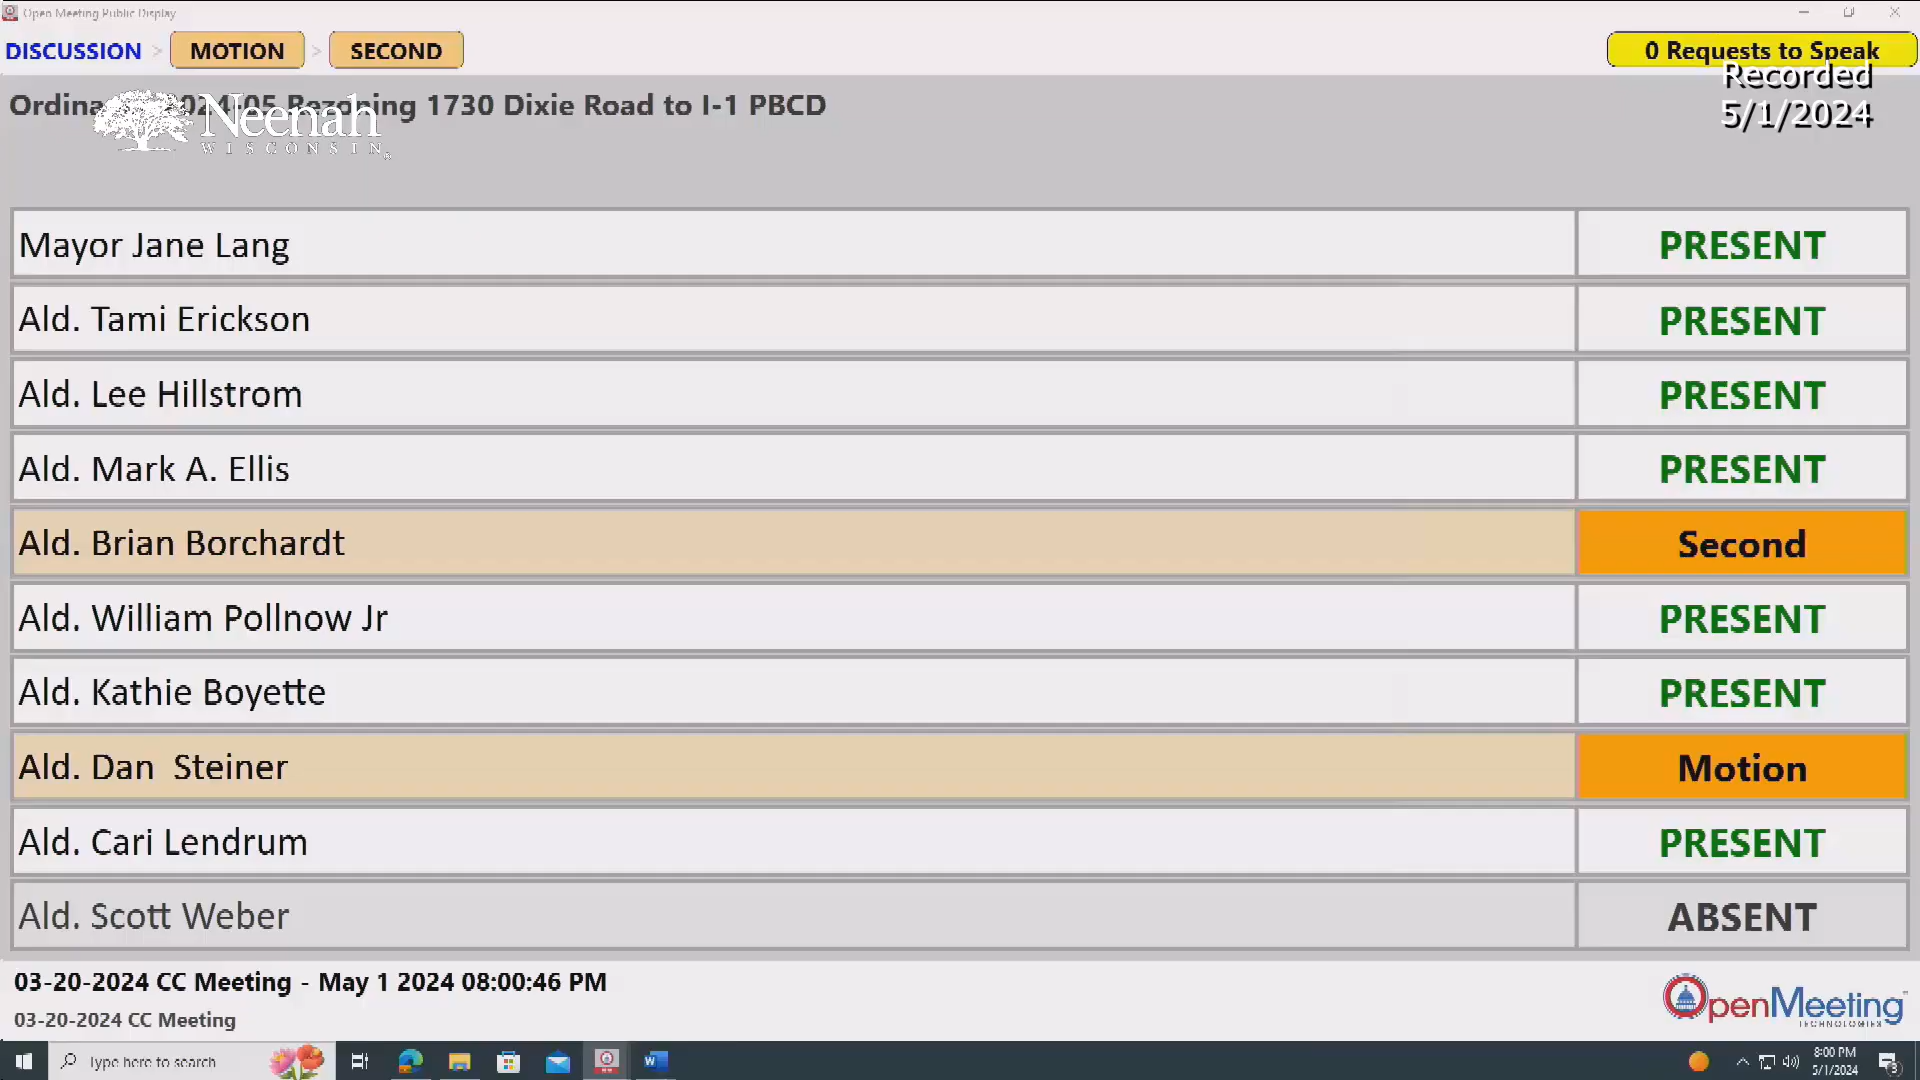 Open Meeting Public Display
DISCUSSION > MOTION > SECOND
0 Requests to Speak
Recorded
5/1/2024
Neenah
WISCONSIN
Rezoning 1730 Dixie Road to I-1 PBCD
Mayor Jane Lang PRESENT
Ald. Tami Erickson PRESENT
Ald. Lee Hillstrom PRESENT
Ald. Mark A. Ellis PRESENT
Ald. Brian Borchardt Second
Ald. William Pollnow Jr PRESENT
Ald. Kathie Boyette PRESENT
Ald. Dan Steiner Motion
Ald. Cari Lendrum PRESENT
Ald. Scott Weber ABSENT
03-20-2024 CC Meeting - May 1 2024 08:00:46 PM
03-20-2024 CC Meeting
OpenMeeting
TECHNOLOGIES
Type here to search
8:00 PM
5/1/2024
3